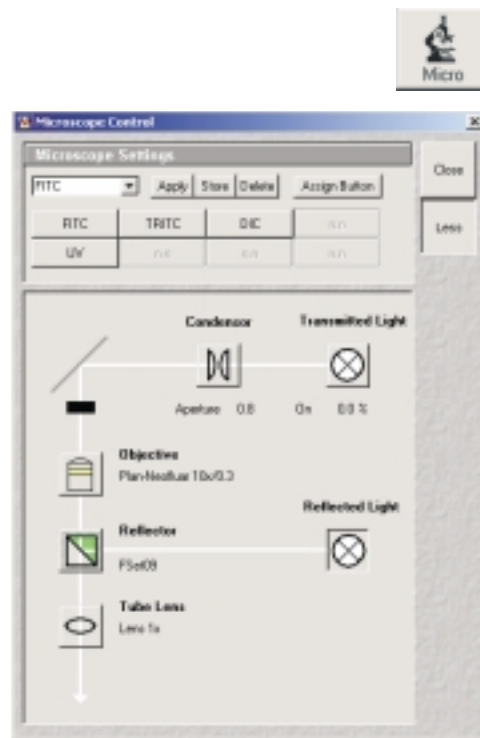 Micro
Microscope Control
Microscope Settings
FITC Apply Store Delete Assign Button
Close
FITC TRITC DIC n.n
Less
UV n.n n.n n.n
Condensor Transmitted Light
Aperture 0.8 On 0.0 %
Objective
Plan-Neofluar 10x/0.3
Reflected Light
Reflector
FSet09
Tube Lens
Lens 1x